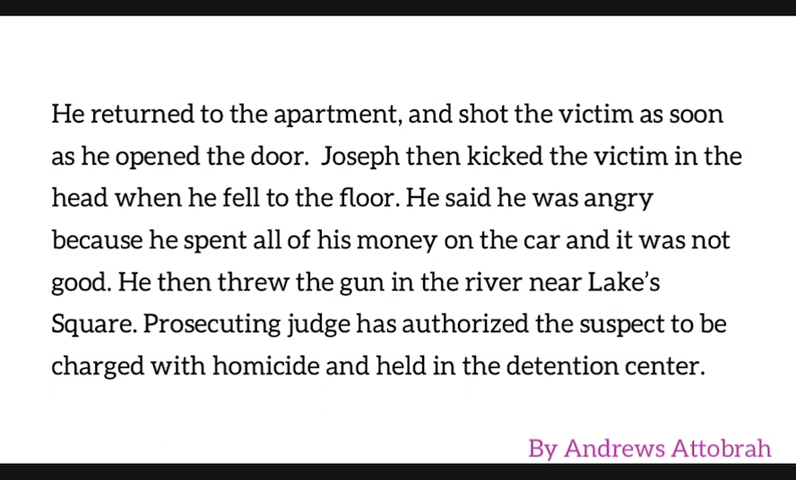 He returned to the apartment, and shot the victim as soon
as he opened the door.  Joseph then kicked the victim in the
head when he fell to the floor. He said he was angry
because he spent all of his money on the car and it was not
good. He then threw the gun in the river near Lake’s
Square. Prosecuting judge has authorized the suspect to be
charged with homicide and held in the detention center.
By Andrews Attobrah